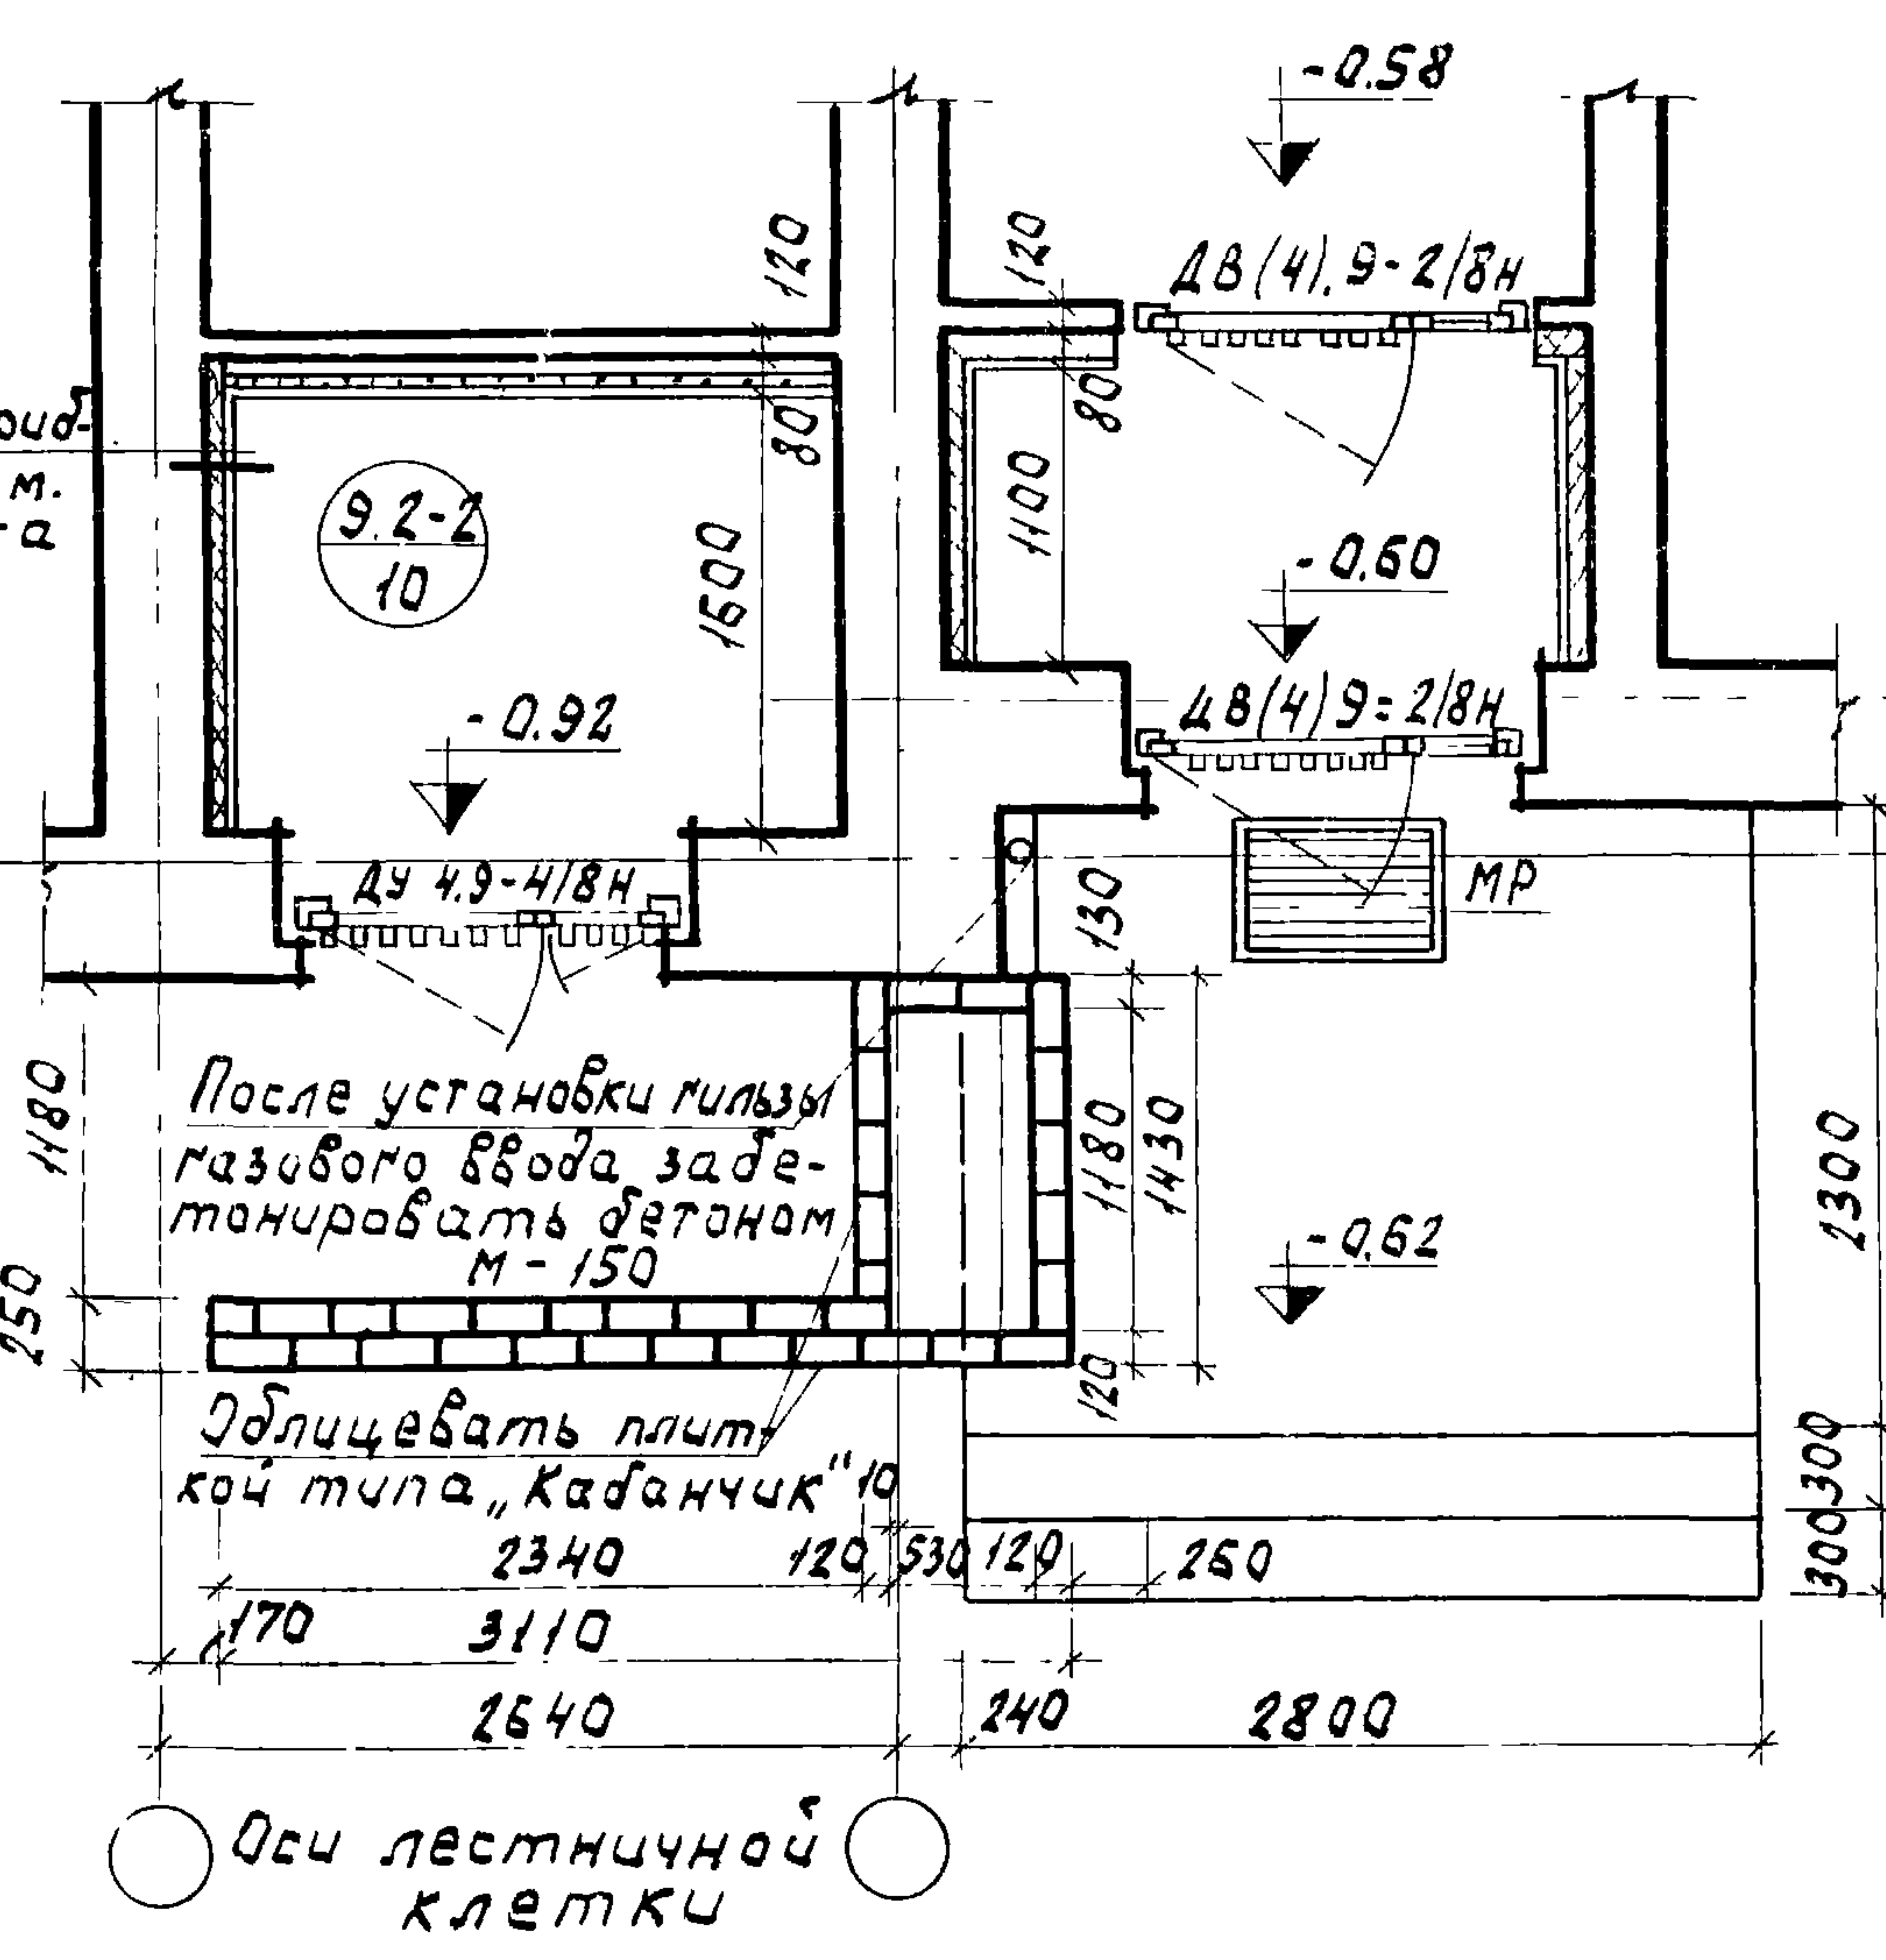 -0.58
120
120
ДВ(4).9-2/8н
80
80
м.
-а
9.2-2
10
1600
1100
-0.60
-0.92
ДВ(4)9=2/8н
ДУ 4.9-4/8н
130
МР
После установки гильзы
газового ввода забе-
тонировать бетоном
М-150
1180
250
1180
1430
120
-0.62
2300
300
300
Облицевать плит-
кой типа „Кабанчик"
10
2340
120
530
120
260
170
3110
2640
240
2800
Оси лестничной
клетки